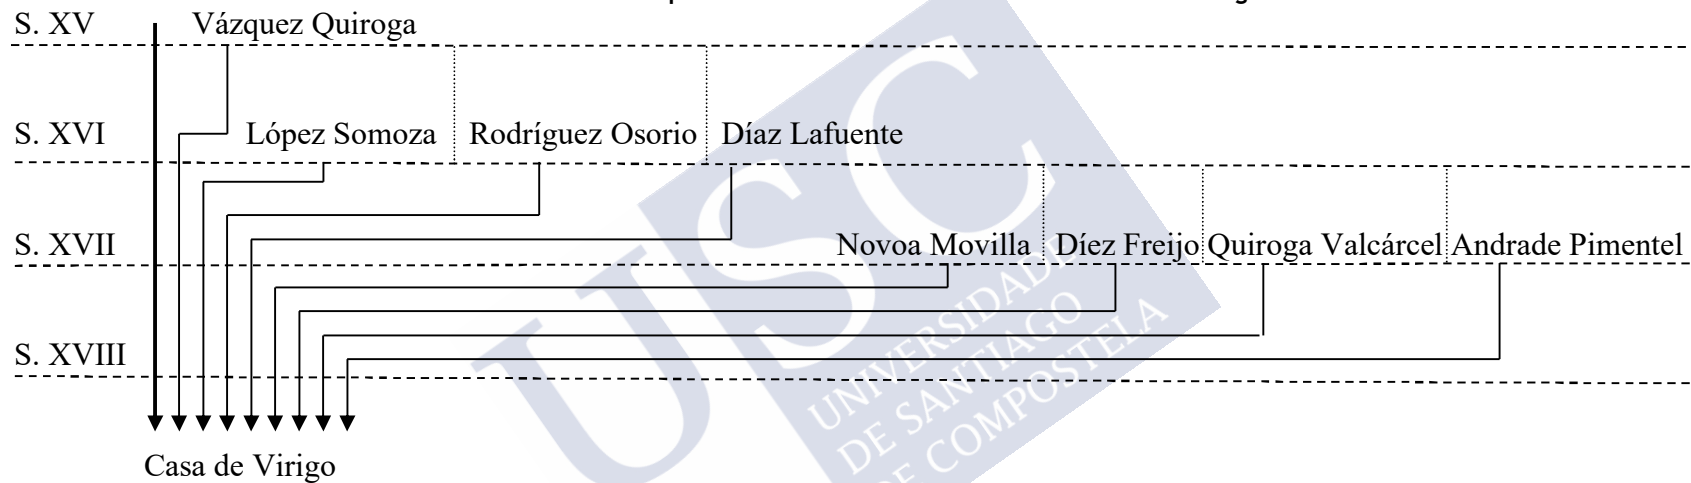 S. XV Vázquez Quiroga
S. XVI López Somoza Rodríguez Osorio Díaz Lafuente
S. XVII Novoa Movilla Díez Freijo Quiroga Valcárcel Andrade Pimentel
S. XVIII
Casa de Virigo
USC
UNIVERSIDADE
DE SANTIAGO
DE COMPOSTELA